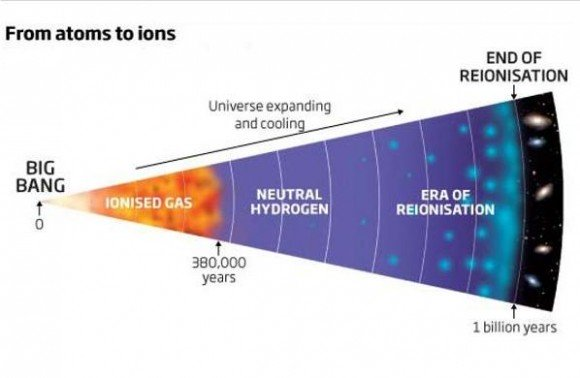 From atoms to ions
END OF
REIONISATION
Universe expanding
and cooling
BIG
BANG
0
IONISED GAS
NEUTRAL
HYDROGEN
ERA OF
REIONISATION
380,000
years
1 billion years